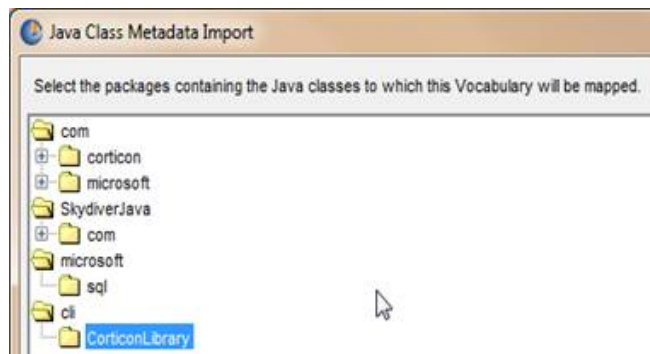 Java Class Metadata Import
Select the packages containing the Java classes to which this Vocabulary will be mapped.
com
corticon
microsoft
SkydiverJava
com
microsoft
sql
cli
CorticonLibrary